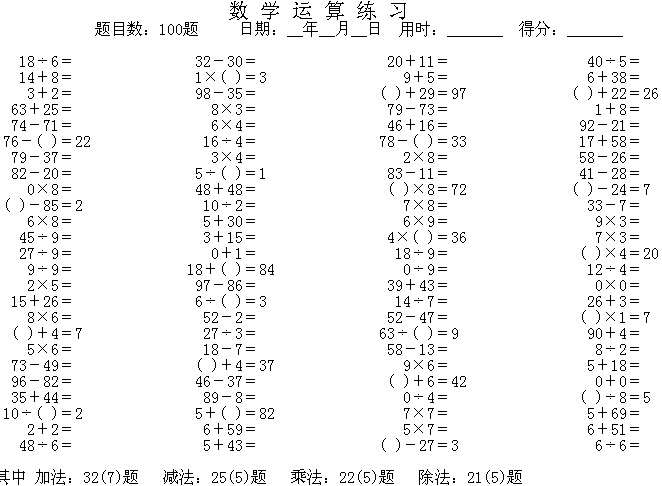 数 学 运 算 练 习
题目数: 100题 日期: __年__月__日 用时: _______ 得分: _______
18÷6= 32-30= 20+11= 40÷5=
14+8= 1×( )=3 9+5= 6+38=
3+2= 98-35= ( )+29=97 ( )+22=26
63+25= 8×3= 79-73= 1+8=
74-71= 6×4= 46+16= 92-21=
76-( )=22 16÷4= 78-( )=33 17+58=
79-37= 3×4= 2×8= 58-26=
82-20= 5÷( )=1 83-11= 41-28=
0×8= 48+48= ( )×8=72 ( )-24=7
( )-85=2 10÷2= 7×8= 33-7=
6×8= 5+30= 6×9= 9×3=
45÷9= 3+15= 4×( )=36 7×3=
27÷9= 0+1= 18÷9= ( )×4=20
9÷9= 18+( )=84 0÷9= 12÷4=
2×5= 97-86= 39+43= 0×0=
15+26= 6÷( )=3 14÷7= 26+3=
8×6= 52-2= 52-47= ( )×1=7
( )+4=7 27÷3= 63÷( )=9 90+4=
5×6= 18-7= 58-13= 8÷2=
73-49= ( )+4=37 9×6= 5+18=
96-82= 46-37= ( )+6=42 0+0=
35+44= 89-8= 0÷4= ( )÷8=5
10÷( )=2 5+( )=82 7×7= 5+69=
2+2= 6+59= 5×7= 6+51=
48÷6= 5+43= ( )-27=3 6÷6=
其中 加法: 32(7)题 减法: 25(5)题 乘法: 22(5)题 除法: 21(5)题